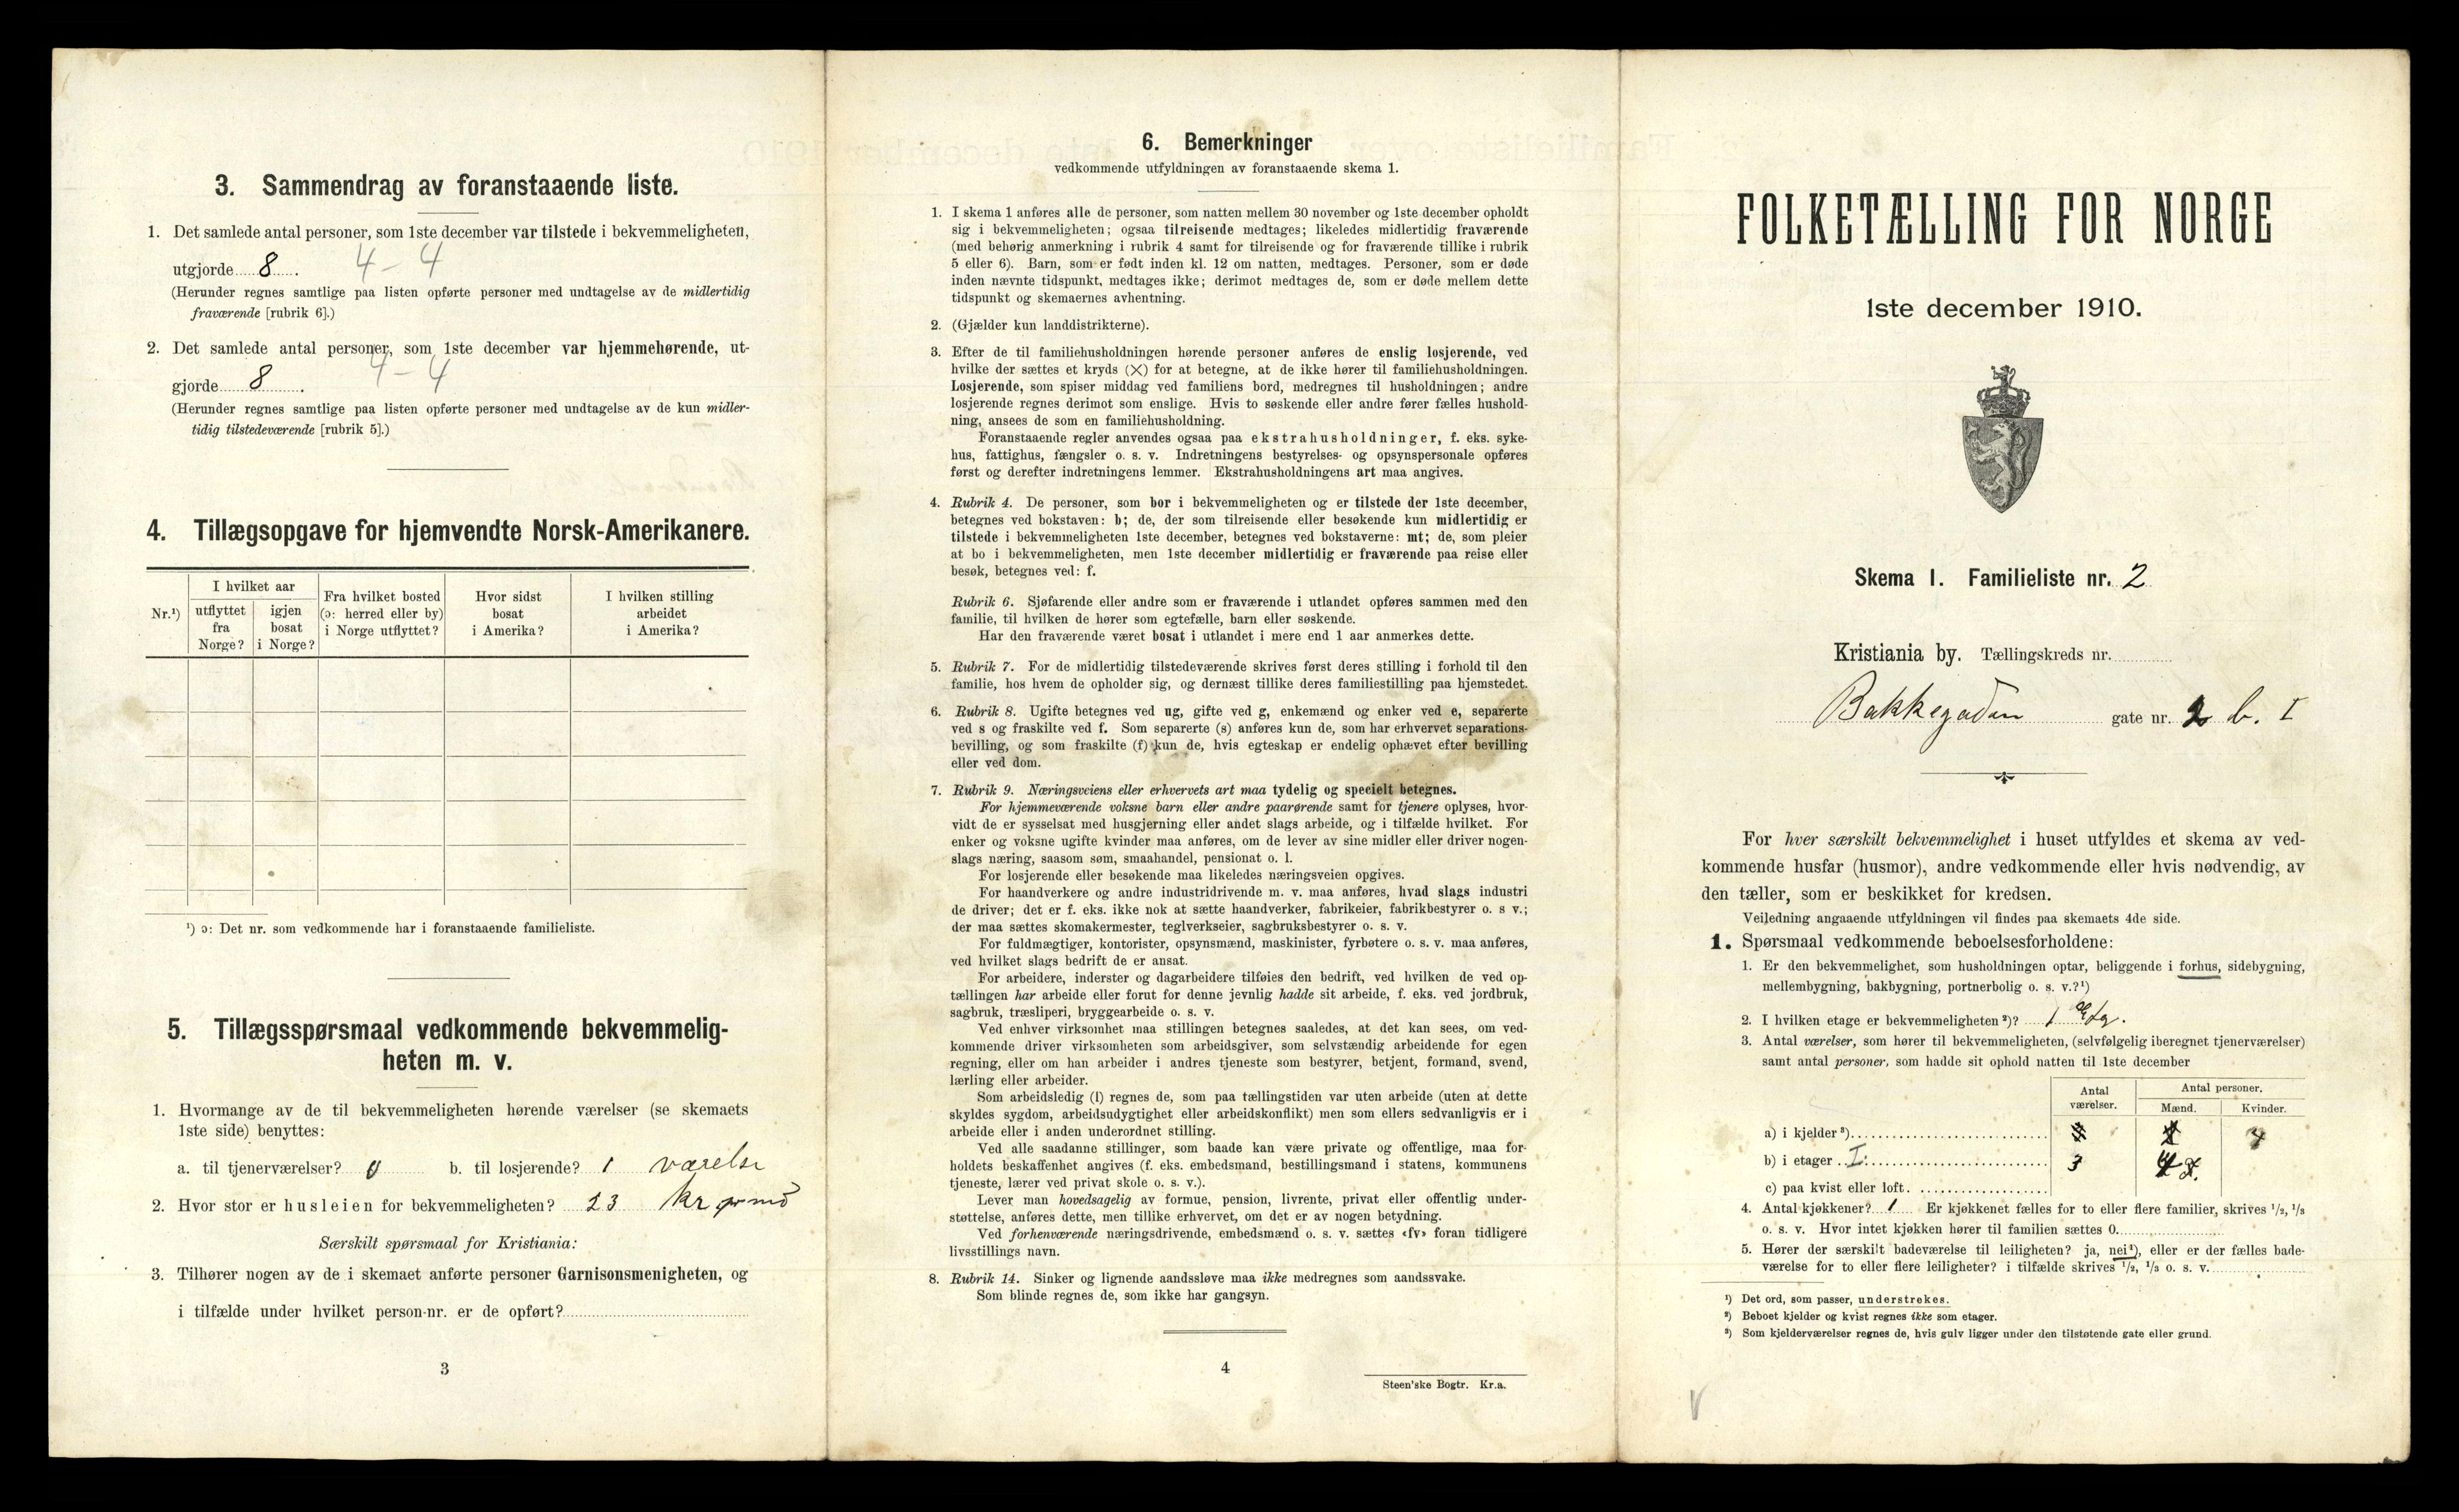 3. Sammendrag av foranstaaende liste.
1. Det samlede antal personer, som 1ste december var tilstede i bekvemmeligheten,
utgjorde 8. 4 – 4
(Herunder regnes samtlige paa listen opførte personer med undtagelse av de midlertidig
fraværende [rubrik 6].)
2. Det samlede antal personer, som 1ste december var hjemmehørende, ut-
gjorde 8. 4 – 4
(Herunder regnes samtlige paa listen opførte personer med undtagelse av de kun midler-
tidig tilstedeværende [rubrik 5].)
4. Tillægsopgave for hjemvendte Norsk-Amerikanere.
Nr.¹)
I hvilket aar
utflyttet
fra
Norge?
igjen
bosat
i Norge?
Fra hvilket bosted
(ɔ: herred eller by)
i Norge utflyttet?
Hvor sidst
bosat
i Amerika?
I hvilken stilling
arbeidet
i Amerika?
¹) ɔ: Det nr. som vedkommende har i foranstaaende familieliste.
5. Tillægsspørsmaal vedkommende bekvemmelig-
heten m. v.
1. Hvormange av de til bekvemmeligheten hørende værelser (se skemaets
1ste side) benyttes:
a. til tjenerværelser? 0 b. til losjerende? 1 værelse
2. Hvor stor er husleien for bekvemmeligheten? 23 kr pr md
Særskilt spørsmaal for Kristiania:
3. Tilhører nogen av de i skemaet anførte personer Garnisonsmenigheten, og
i tilfælde under hvilket person-nr. er de opført?
3
6. Bemerkninger
vedkommende utfyldningen av foranstaaende skema 1.
1. I skema 1 anføres alle de personer, som natten mellem 30 november og 1ste december opholdt
sig i bekvemmeligheten; ogsaa tilreisende medtages; likeledes midlertidig fraværende
(med behørig anmerkning i rubrik 4 samt for tilreisende og for fraværende tillike i rubrik
5 eller 6). Barn, som er født inden kl. 12 om natten, medtages. Personer, som er døde
inden nævnte tidspunkt, medtages ikke; derimot medtages de, som er døde mellem dette
tidspunkt og skemaernes avhentning.
2. (Gjælder kun landdistrikterne).
3. Efter de til familiehusholdningen hørende personer anføres de enslig losjerende, ved
hvilke der sættes et kryds (×) for at betegne, at de ikke hører til familiehusholdningen.
Losjerende, som spiser middag ved familiens bord, medregnes til husholdningen; andre
losjerende regnes derimot som enslige. Hvis to søskende eller andre fører fælles hushold-
ning, ansees de som en familiehusholdning.
Foranstaaende regler anvendes ogsaa paa ekstrahusholdninger, f. eks. syke-
hus, fattighus, fængsler o. s. v. Indretningens bestyrelses- og opsynspersonale opføres
først og derefter indretningens lemmer. Ekstrahusholdningens art maa angives.
4. Rubrik 4. De personer, som bor i bekvemmeligheten og er tilstede der 1ste december,
betegnes ved bokstaven: b; de, der som tilreisende eller besøkende kun midlertidig er
tilstede i bekvemmeligheten 1ste december, betegnes ved bokstaverne: mt; de, som pleier
at bo i bekvemmeligheten, men 1ste december midlertidig er fraværende paa reise eller
besøk, betegnes ved: f.
Rubrik 6. Sjøfarende eller andre som er fraværende i utlandet opføres sammen med den
familie, til hvilken de hører som egtefælle, barn eller søskende.
Har den fraværende været bosat i utlandet i mere end 1 aar anmerkes dette.
5. Rubrik 7. For de midlertidig tilstedeværende skrives først deres stilling i forhold til den
familie, hos hvem de opholder sig, og dernæst tillike deres familiestilling paa hjemstedet.
6. Rubrik 8. Ugifte betegnes ved ug, gifte ved g, enkemænd og enker ved e, separerte
ved s og fraskilte ved f. Som separerte (s) anføres kun de, som har erhvervet separations-
bevilling, og som fraskilte (f) kun de, hvis egteskap er endelig ophævet efter bevilling
eller ved dom.
7. Rubrik 9. Næringsveiens eller erhvervets art maa tydelig og specielt betegnes.
For hjemmeværende voksne barn eller andre paarørende samt for tjenere oplyses, hvor-
vidt de er sysselsat med husgjerning eller andet slags arbeide, og i tilfælde hvilket. For
enker og voksne ugifte kvinder maa anføres, om de lever av sine midler eller driver nogen-
slags næring, saasom søm, smaahandel, pensionat o. l.
For losjerende eller besøkende maa likeledes næringsveien opgives.
For haandverkere og andre industridrivende m. v. maa anføres, hvad slags industri
de driver; det er f. eks. ikke nok at sætte haandverker, fabrikeier, fabrikbestyrer o. s v.;
der maa sættes skomakermester, teglverkseier, sagbruksbestyrer o. s. v.
For fuldmægtiger, kontorister, opsynsmænd, maskinister, fyrbøtere o. s. v. maa anføres,
ved hvilket slags bedrift de er ansat.
For arbeidere, inderster og dagarbeidere tilføies den bedrift, ved hvilken de ved op-
tællingen har arbeide eller forut for denne jevnlig hadde sit arbeide, f. eks. ved jordbruk,
sagbruk, træsliperi, bryggearbeide o. s. v.
Ved enhver virksomhet maa stillingen betegnes saaledes, at det kan sees, om ved-
kommende driver virksomheten som arbeidsgiver, som selvstændig arbeidende for egen
regning, eller om han arbeider i andres tjeneste som bestyrer, betjent, formand, svend,
lærling eller arbeider.
Som arbeidsledig (l) regnes de, som paa tællingstiden var uten arbeide (uten at dette
skyldes sygdom, arbeidsudygtighet eller arbeidskonflikt) men som ellers sedvanligvis er i
arbeide eller i anden underordnet stilling.
Ved alle saadanne stillinger, som baade kan være private og offentlige, maa for-
holdets beskaffenhet angives (f. eks. embedsmand, bestillingsmand i statens, kommunens
tjeneste, lærer ved privat skole o. s. v.).
Lever man hovedsagelig av formue, pension, livrente, privat eller offentlig under-
støttelse, anføres dette, men tillike erhvervet, om det er av nogen betydning.
Ved forhenværende næringsdrivende, embedsmænd o. s. v. sættes «fv» foran tidligere
livsstillings navn.
8. Rubrik 14. Sinker og lignende aandssløve maa ikke medregnes som aandssvake.
Som blinde regnes de, som ikke har gangsyn.
4
Steen'ske Bogtr. Kr.a.
FOLKETÆLLING FOR NORGE
1ste december 1910.
Skema 1. Familieliste nr. 2
Kristiania by. Tællingskreds nr.
Bakkegaden gate nr. 2 b. I
For hver særskilt bekvemmelighet i huset utfyldes et skema av ved-
kommende husfar (husmor), andre vedkommende eller hvis nødvendig, av
den tæller, som er beskikket for kredsen.
Veiledning angaaende utfyldningen vil findes paa skemaets 4de side.
1. Spørsmaal vedkommende beboelsesforholdene:
1. Er den bekvemmelighet, som husholdningen optar, beliggende i forhus, sidebygning,
mellembygning, bakbygning, portnerbolig o. s. v.?¹)
2. I hvilken etage er bekvemmeligheten²)? 1 Etg.
3. Antal værelser, som hører til bekvemmeligheten, (selvfølgelig iberegnet tjenerværelser)
samt antal personer, som hadde sit ophold natten til 1ste december
Antal
værelser.
Antal personer.
Mænd.
Kvinder.
a) i kjelder³) 4
b) i etager I 3 4
c) paa kvist eller loft.
4. Antal kjøkkener? 1 Er kjøkkenet fælles for to eller flere familier, skrives ¹/₂, ¹/₃
o. s. v. Hvor intet kjøkken hører til familien sættes 0.
5. Hører der særskilt badeværelse til leiligheten? ja, nei¹), eller er der fælles bade-
værelse for to eller flere leiligheter? i tilfælde skrives ¹/₂, ¹/₃ o. s. v.
¹) Det ord, som passer, understrekes.
²) Beboet kjelder og kvist regnes ikke som etager.
³) Som kjelderværelser regnes de, hvis gulv ligger under den tilstøtende gate eller grund.